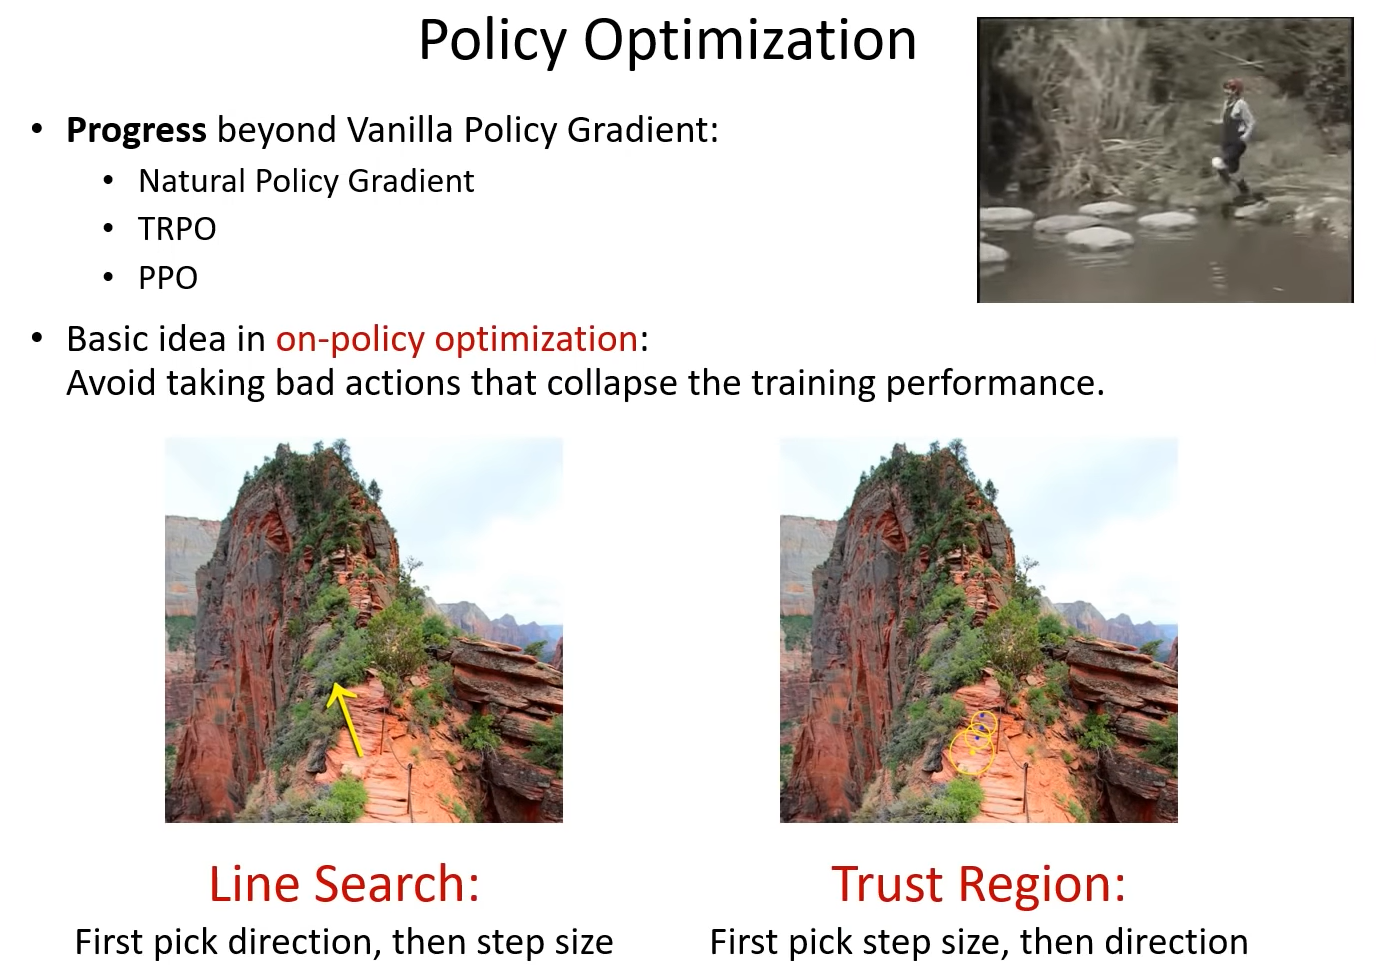 Policy Optimization
• Progress beyond Vanilla Policy Gradient:
• Natural Policy Gradient
• TRPO
• PPO
• Basic idea in on-policy optimization:
Avoid taking bad actions that collapse the training performance.
Line Search:
First pick direction, then step size
Trust Region:
First pick step size, then direction